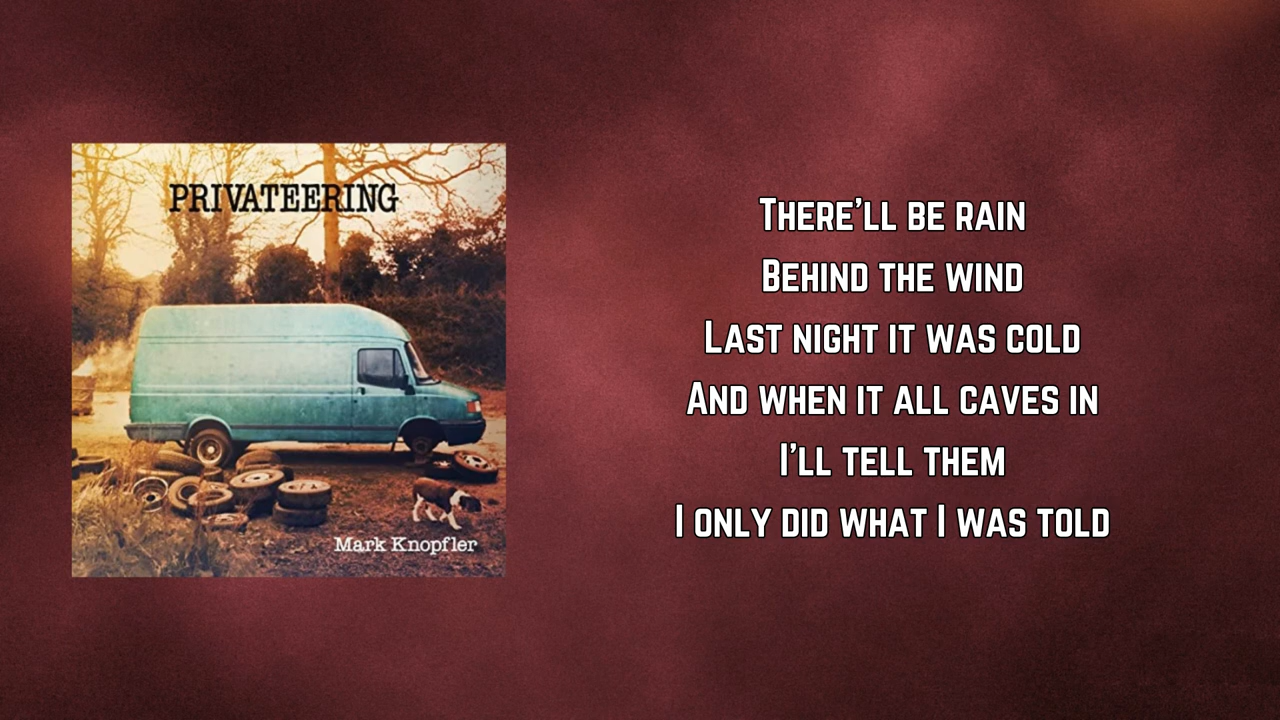 PRIVATEERING
Mark Knopfler
There'll be rain
Behind the wind
Last night it was cold
And when it all caves in
I'll tell them
I only did what I was told